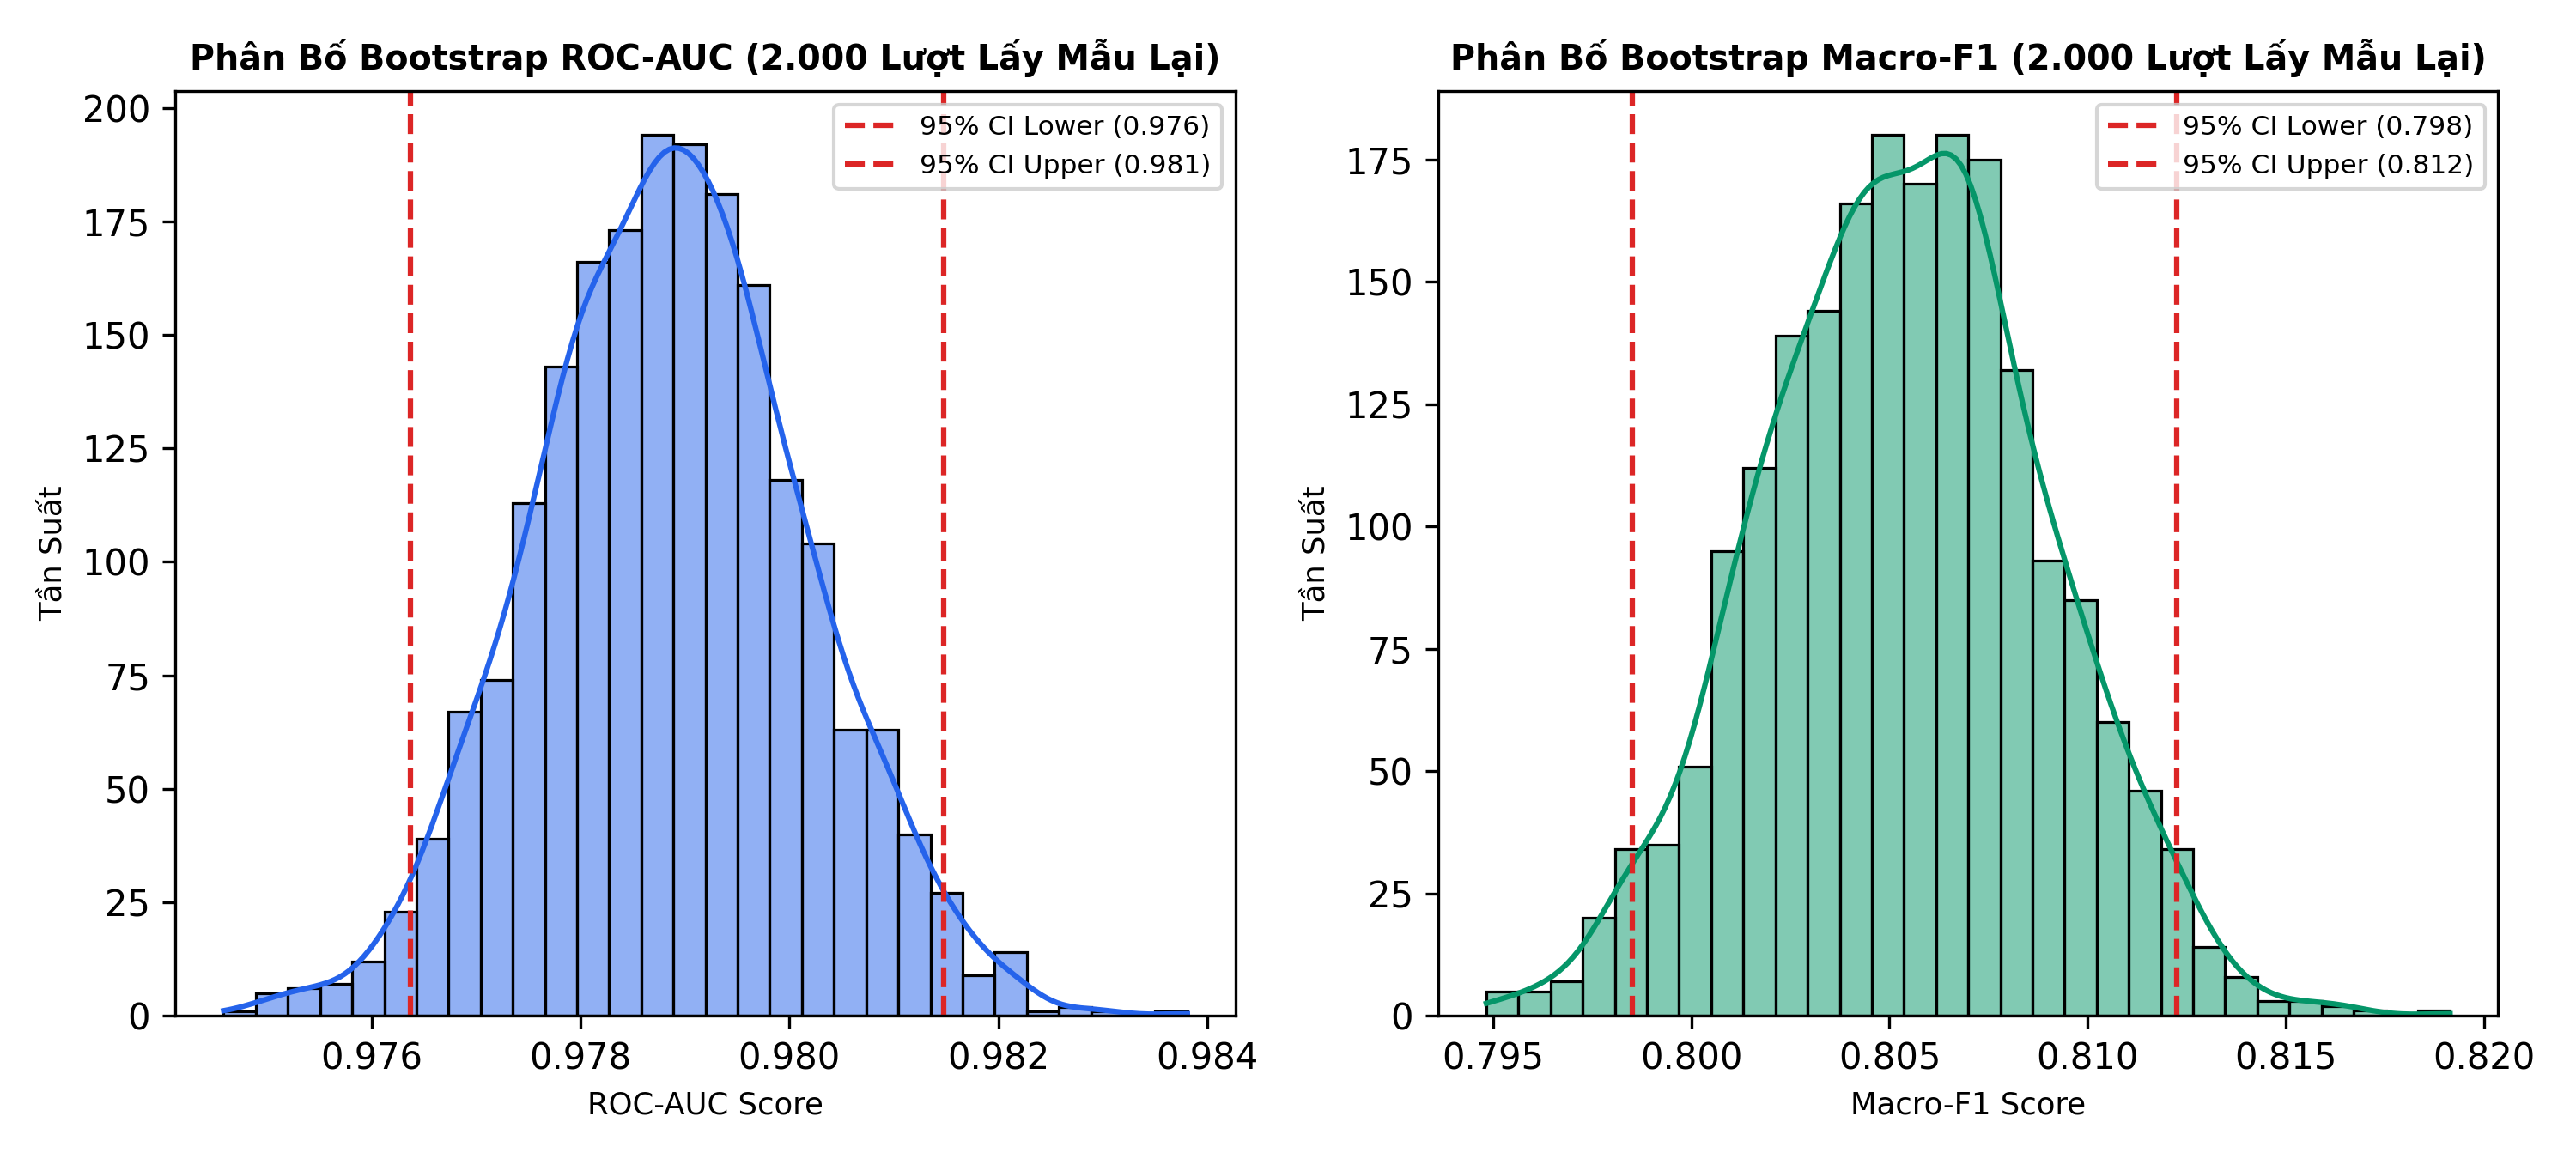 Phân Bố Bootstrap ROC-AUC (2.000 Lượt Lấy Mẫu Lại)
95% CI Lower (0.976)
95% CI Upper (0.981)
Tần Suất
200
175
150
125
100
75
50
25
0
0.976 0.978 0.980 0.982 0.984
ROC-AUC Score
Phân Bố Bootstrap Macro-F1 (2.000 Lượt Lấy Mẫu Lại)
95% CI Lower (0.798)
95% CI Upper (0.812)
Tần Suất
175
150
125
100
75
50
25
0
0.795 0.800 0.805 0.810 0.815 0.820
Macro-F1 Score